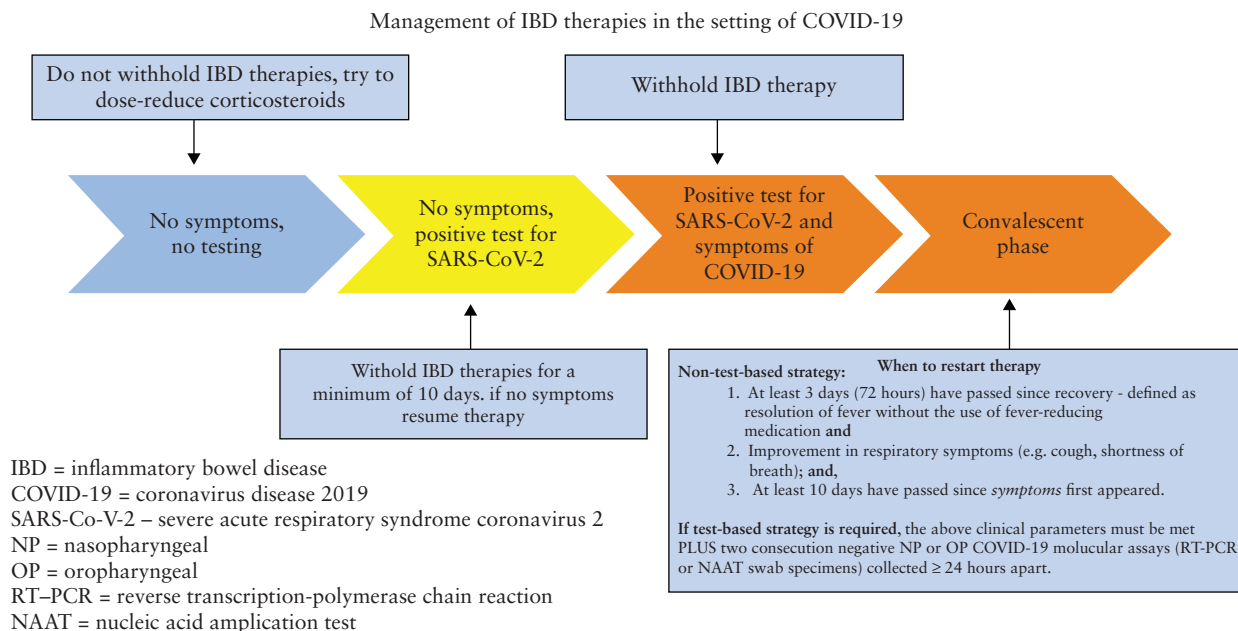 Management of IBD therapies in the setting of COVID-19
Do not withhold IBD therapies, try to
dose-reduce corticosteroids
Withhold IBD therapy
No symptoms,
no testing
No symptoms,
positive test for
SARS-CoV-2
Positive test for
SARS-CoV-2 and
symptoms of
COVID-19
Convalescent
phase
Withold IBD therapies for a
minimum of 10 days. if no symptoms
resume therapy
When to restart therapy
Non-test-based strategy:
1. At least 3 days (72 hours) have passed since recovery - defined as
resolution of fever without the use of fever-reducing
medication and
2. Improvement in respiratory symptoms (e.g. cough, shortness of
breath); and,
3. At least 10 days have passed since symptoms first appeared.
If test-based strategy is required, the above clinical parameters must be met
PLUS two consecution negative NP or OP COVID-19 molucular assays (RT-PCR
or NAAT swab specimens) collected ≥ 24 hours apart.
IBD = inflammatory bowel disease
COVID-19 = coronavirus disease 2019
SARS-Co-V-2 – severe acute respiratory syndrome coronavirus 2
NP = nasopharyngeal
OP = oropharyngeal
RT–PCR = reverse transcription-polymerase chain reaction
NAAT = nucleic acid amplication test